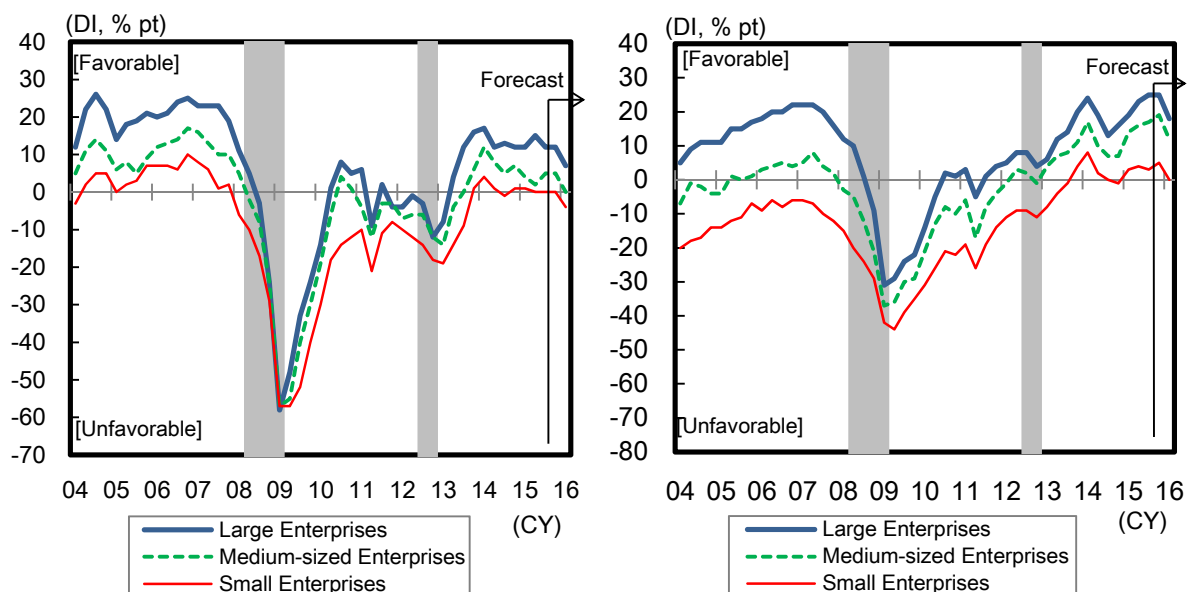 (DI, % pt)
40
30
20
10
0
-10
-20
-30
-40
-50
-60
-70
[Favorable]
Forecast
[Unfavorable]
04 05 06 07 08 09 10 11 12 13 14 15 16
(CY)
Large Enterprises
Medium-sized Enterprises
Small Enterprises
(DI, % pt)
40
30
20
10
0
-10
-20
-30
-40
-50
-60
-70
-80
[Favorable]
Forecast
[Unfavorable]
04 05 06 07 08 09 10 11 12 13 14 15 16
(CY)
Large Enterprises
Medium-sized Enterprises
Small Enterprises